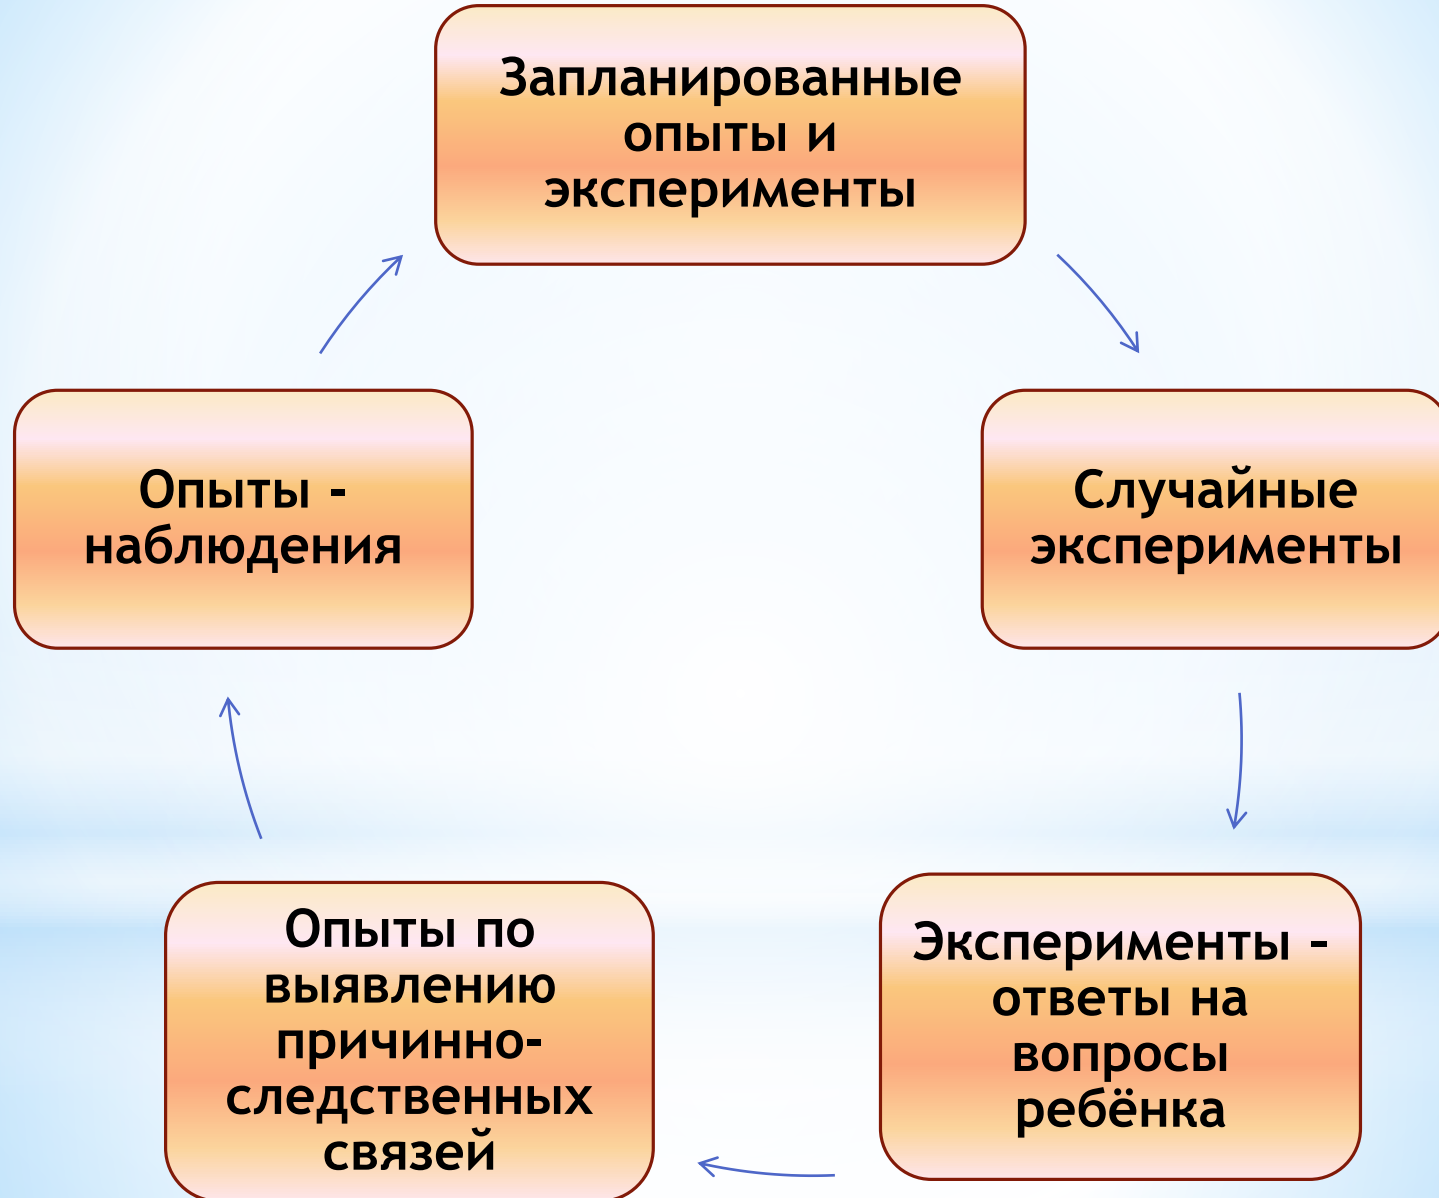 Запланированные
опыты и
эксперименты
Случайные
эксперименты
Эксперименты –
ответы на
вопросы
ребёнка
Опыты по
выявлению
причинно-
следственных
связей
Опыты -
наблюдения